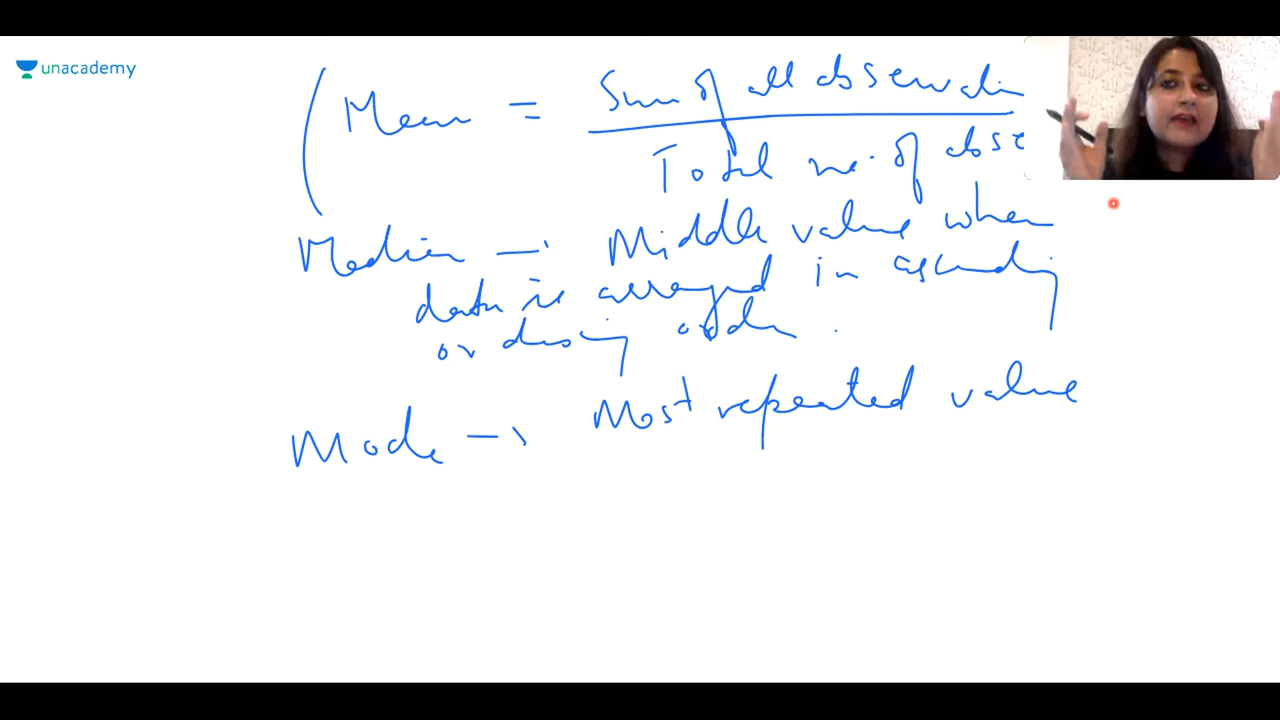 unacademy
Mean = Sum of all observation
Total no. of obse
Median → Middle value when
data is arranged in ascending
or order.
Mode → Most repeated value